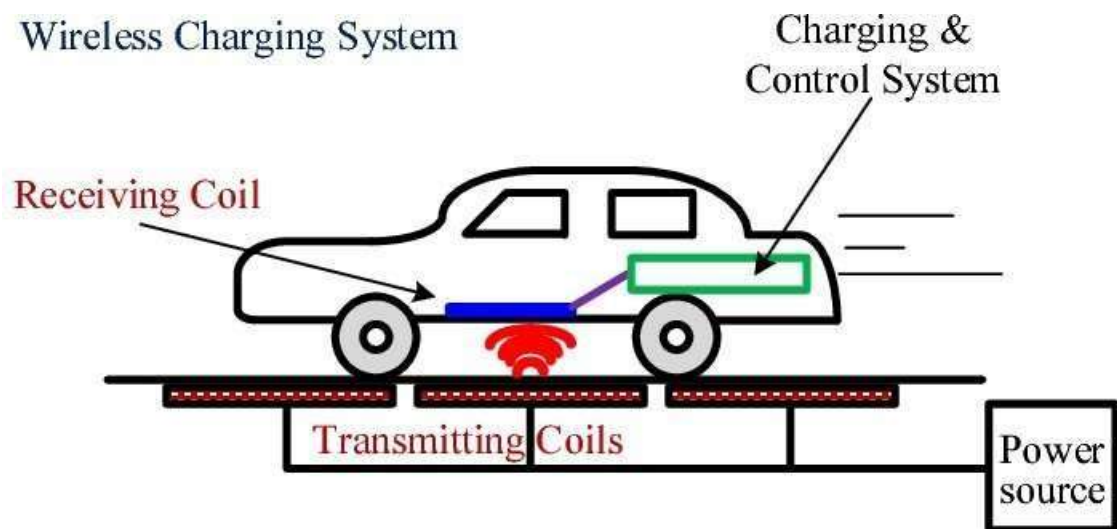 Wireless Charging System
Charging &
Control System
Receiving Coil
Transmitting Coils
Power
source